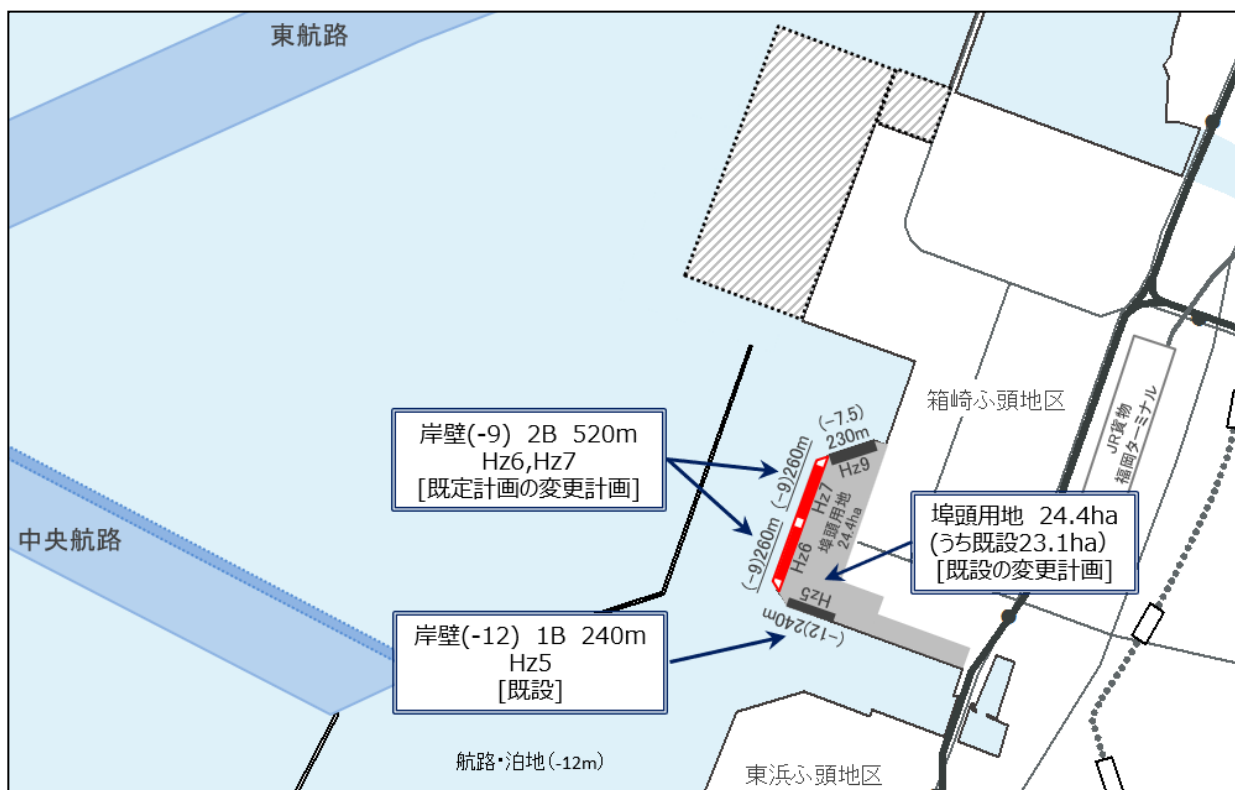 東航路
箱崎ふ頭地区
JR貨物
福岡ターミナル
岸壁(-9) 2B 520m
Hz6,Hz7
[既定計画の変更計画]
(-7.5)
230m
Hz9
(-9)260m
Hz7
(-9)260m
Hz6
埠頭用地
24.4ha
埠頭用地 24.4ha
(うち既設23.1ha)
[既設の変更計画]
中央航路
Hz5
(-12)240m
岸壁(-12) 1B 240m
Hz5
[既設]
航路・泊地(-12m)
東浜ふ頭地区